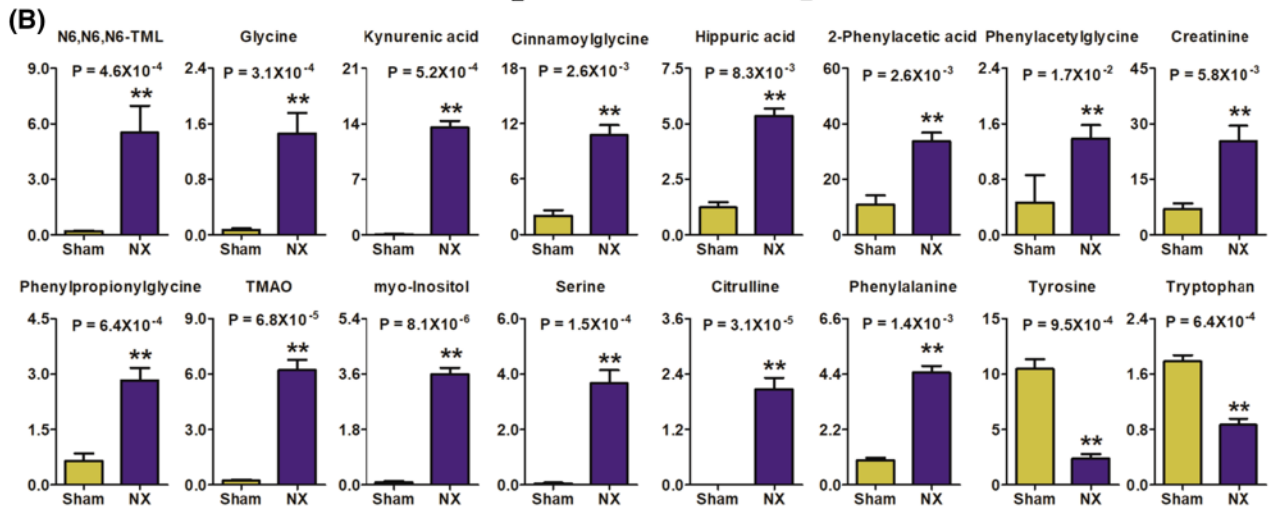 (B)
N6,N6,N6-TML Glycine Kynurenic acid Cinnamoylglycine Hippuric acid 2-Phenylacetic acid Phenylacetylglycine Creatinine
9.0 2.4 21 18 7.5 60 2.4 45
P = 4.6X10-4 P = 3.1X10-4 P = 5.2X10-4 P = 2.6X10-3 P = 8.3X10-3 P = 2.6X10-3 P = 1.7X10-2 P = 5.8X10-3
** ** ** ** ** ** ** **
6.0 1.6 14 12 5.0 40 1.6 30
3.0 0.8 7 6 2.5 20 0.8 15
0.0 0.0 0 0.0 0 0.0 0
Sham NX Sham NX Sham NX Sham NX Sham NX Sham NX Sham NX Sham NX
Phenylpropionylglycine TMAO myo-Inositol Serine Citrulline Phenylalanine Tyrosine Tryptophan
4.5 9.0 5.4 6.0 3.6 6.6 15 2.4
P = 6.4X10-4 P = 6.8X10-5 P = 8.1X10-6 P = 1.5X10-4 P = 3.1X10-5 P = 1.4X10-3 P = 9.5X10-4 P = 6.4X10-4
** ** ** ** ** ** ** **
3.0 6.0 3.6 4.0 2.4 4.4 10 1.6
1.5 3.0 1.8 2.0 1.2 2.2 5 0.8
0.0 0.0 0.0 0.0 0.0 0.0 0 0.0
Sham NX Sham NX Sham NX Sham NX Sham NX Sham NX Sham NX Sham NX